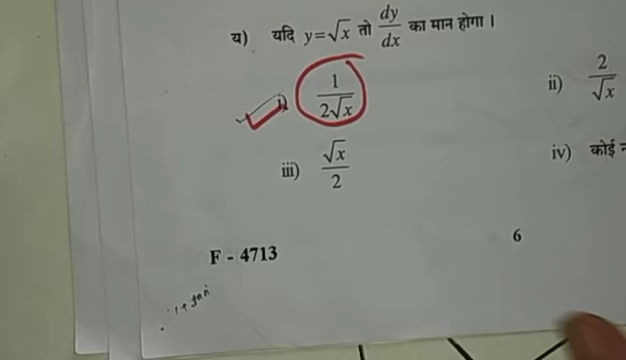 य) यदि y=√x तो dy/dx का मान होगा ।
i) 1/2√x
ii) 2/√x
iii) √x/2
iv) कोई
F - 4713
6